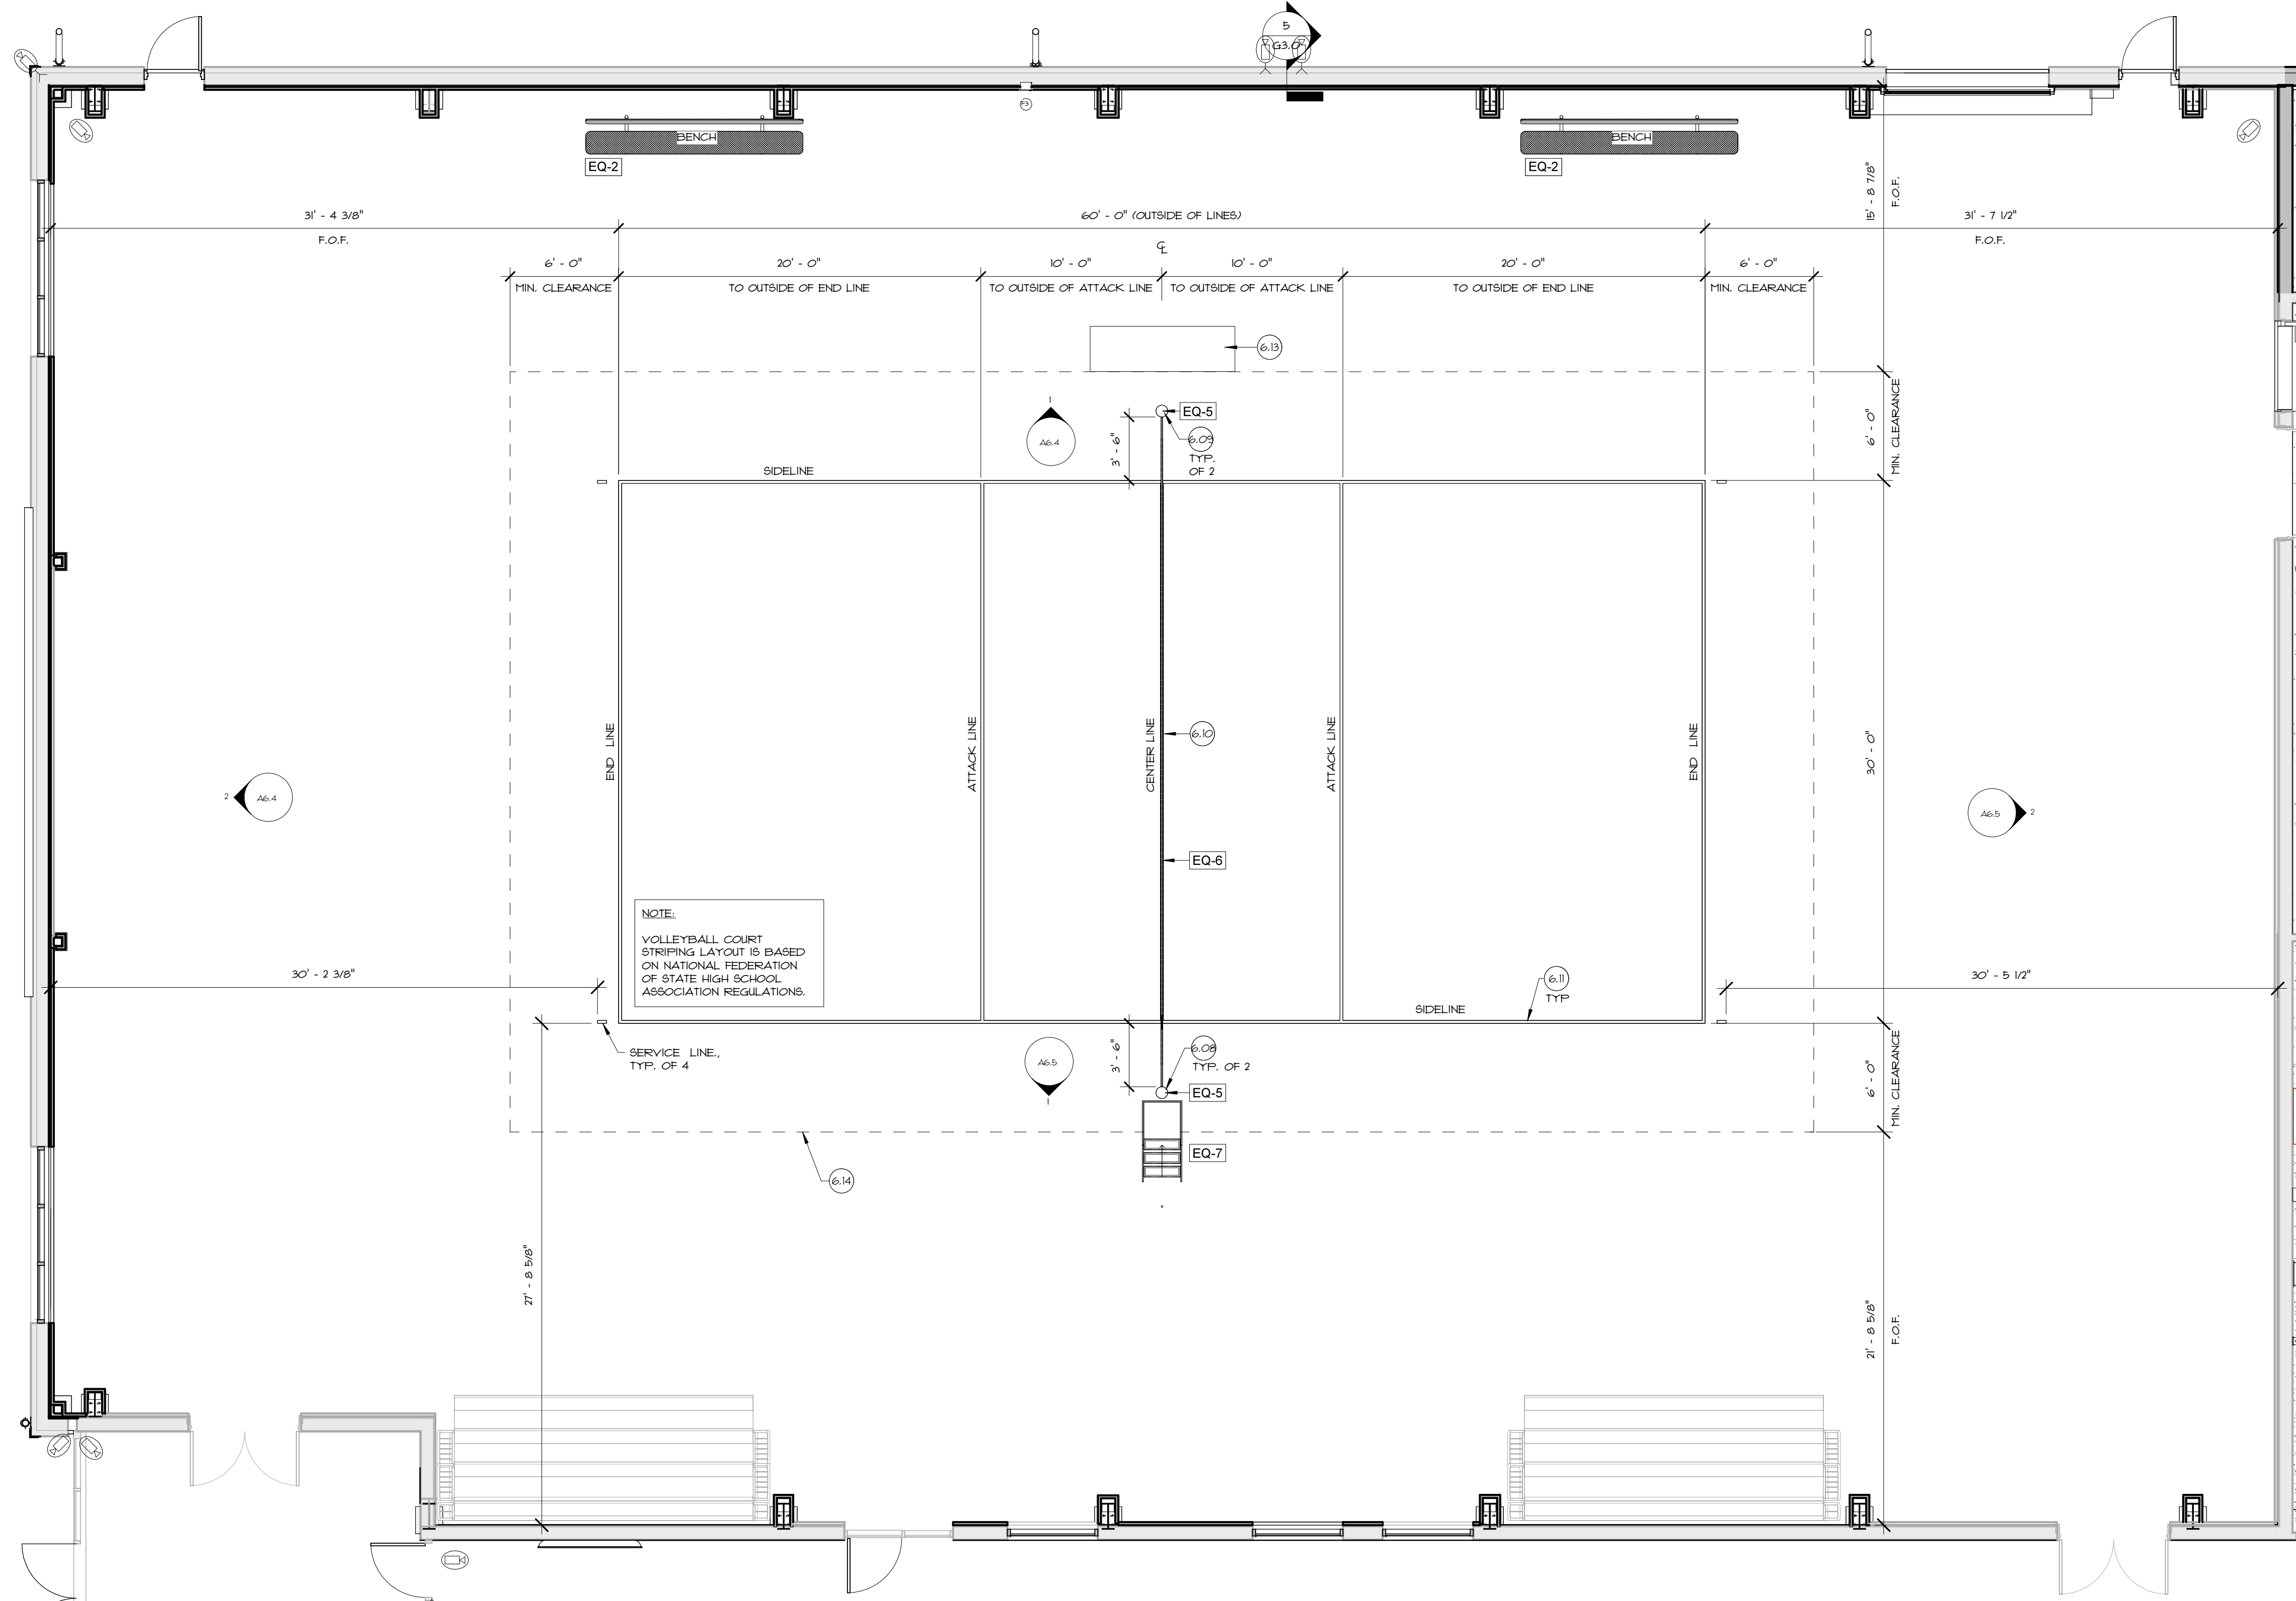 5
G3.0
F3
BENCH
BENCH
EQ-2
EQ-2
15' - 8 7/8"
F.O.F.
31' - 4 3/8"
F.O.F.
60' - 0" (OUTSIDE OF LINES)
31' - 7 1/2"
F.O.F.
CL
6' - 0"
MIN. CLEARANCE
20' - 0"
TO OUTSIDE OF END LINE
10' - 0"
TO OUTSIDE OF ATTACK LINE
10' - 0"
TO OUTSIDE OF ATTACK LINE
20' - 0"
TO OUTSIDE OF END LINE
6' - 0"
MIN. CLEARANCE
6.13
1
A6.4
EQ-5
6.09
TYP.
OF 2
3' - 6"
6' - 0"
MIN. CLEARANCE
SIDELINE
END LINE
ATTACK LINE
CENTER LINE
6.10
ATTACK LINE
END LINE
30' - 0"
2
A6.4
A6.5
2
EQ-6
NOTE:
VOLLEYBALL COURT
STRIPING LAYOUT IS BASED
ON NATIONAL FEDERATION
OF STATE HIGH SCHOOL
ASSOCIATION REGULATIONS.
30' - 2 3/8"
30' - 5 1/2"
6.11
TYP
SIDELINE
SERVICE LINE.,
TYP. OF 4
A6.5
1
3' - 6"
6.08
TYP. OF 2
EQ-5
6' - 0"
MIN. CLEARANCE
EQ-7
6.14
27' - 8 5/8"
21' - 8 5/8"
F.O.F.